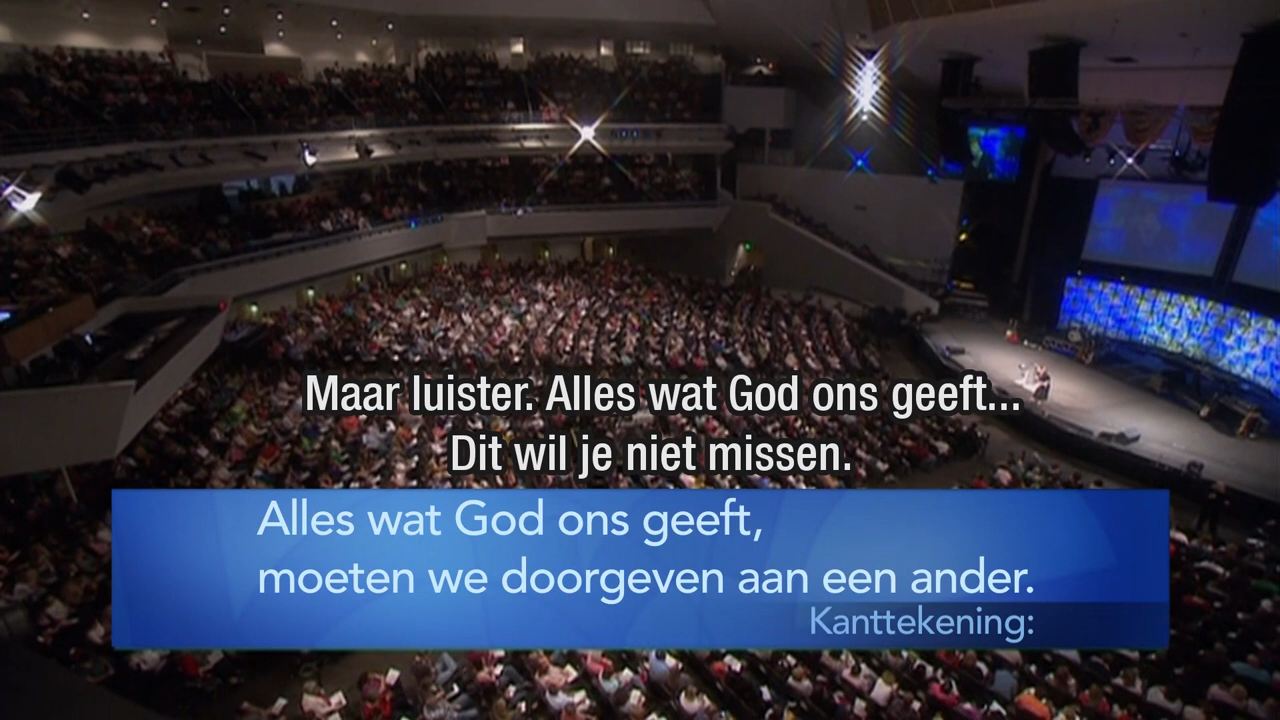 Maar luister. Alles wat God ons geeft...
Dit wil je niet missen.
Alles wat God ons geeft,
moeten we doorgeven aan een ander.
Kanttekening: